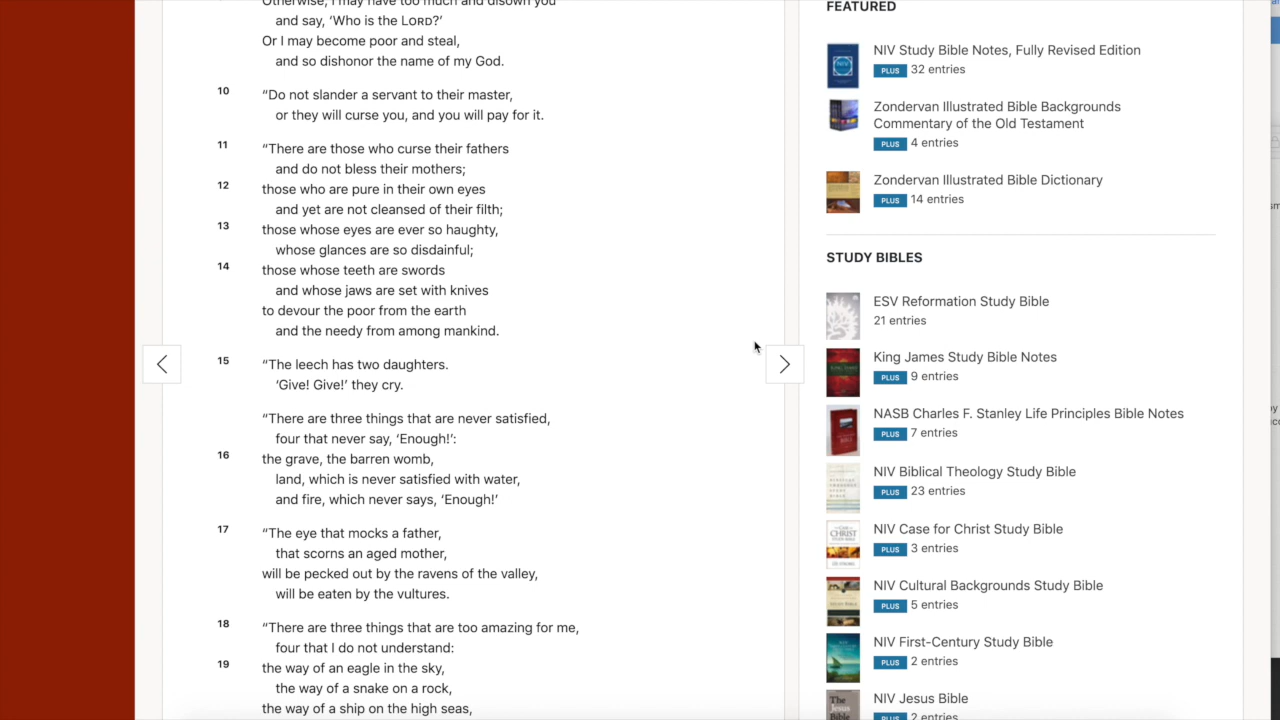 Otherwise, I may have too much and disown you
and say, ‘Who is the LORD?’
Or I may become poor and steal,
and so dishonor the name of my God.
10 “Do not slander a servant to their master,
or they will curse you, and you will pay for it.
11 “There are those who curse their fathers
and do not bless their mothers;
12 those who are pure in their own eyes
and yet are not cleansed of their filth;
13 those whose eyes are ever so haughty,
whose glances are so disdainful;
14 those whose teeth are swords
and whose jaws are set with knives
to devour the poor from the earth
and the needy from among mankind.
15 “The leech has two daughters.
‘Give! Give!’ they cry.
“There are three things that are never satisfied,
four that never say, ‘Enough!’:
16 the grave, the barren womb,
land, which is never satisfied with water,
and fire, which never says, ‘Enough!’
17 “The eye that mocks a father,
that scorns an aged mother,
will be pecked out by the ravens of the valley,
will be eaten by the vultures.
18 “There are three things that are too amazing for me,
four that I do not understand:
19 the way of an eagle in the sky,
the way of a snake on a rock,
the way of a ship on the high seas,
FEATURED
NIV Study Bible Notes, Fully Revised Edition
PLUS 32 entries
Zondervan Illustrated Bible Backgrounds
Commentary of the Old Testament
PLUS 4 entries
Zondervan Illustrated Bible Dictionary
PLUS 14 entries
STUDY BIBLES
ESV Reformation Study Bible
21 entries
King James Study Bible Notes
PLUS 9 entries
NASB Charles F. Stanley Life Principles Bible Notes
PLUS 7 entries
NIV Biblical Theology Study Bible
PLUS 23 entries
NIV Case for Christ Study Bible
PLUS 3 entries
NIV Cultural Backgrounds Study Bible
PLUS 5 entries
NIV First-Century Study Bible
PLUS 2 entries
NIV Jesus Bible
PLUS 2 entries
NIV
CHRIST
The
Jesus
Bible